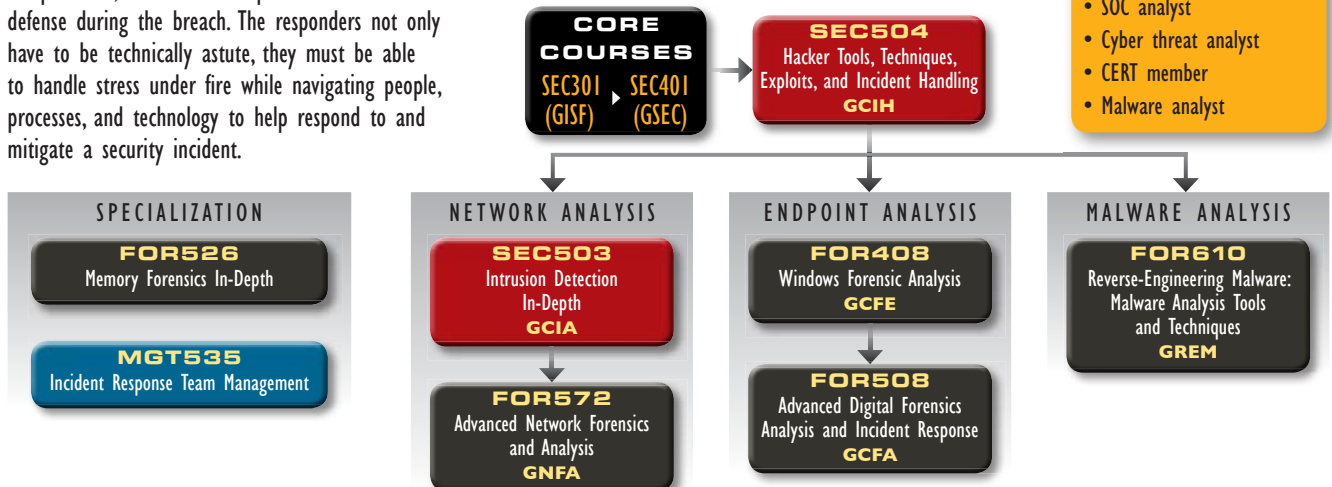 defense during the breach. The responders not only
have to be technically astute, they must be able
to handle stress under fire while navigating people,
processes, and technology to help respond to and
mitigate a security incident.
CORE
COURSES
SEC301
(GISF)
SEC401
(GSEC)
SEC504
Hacker Tools, Techniques,
Exploits, and Incident Handling
GCIH
• SOC analyst
• Cyber threat analyst
• CERT member
• Malware analyst
SPECIALIZATION
FOR526
Memory Forensics In-Depth
MGT535
Incident Response Team Management
NETWORK ANALYSIS
SEC503
Intrusion Detection
In-Depth
GCIA
FOR572
Advanced Network Forensics
and Analysis
GNFA
ENDPOINT ANALYSIS
FOR408
Windows Forensic Analysis
GCFE
FOR508
Advanced Digital Forensics
Analysis and Incident Response
GCFA
MALWARE ANALYSIS
FOR610
Reverse-Engineering Malware:
Malware Analysis Tools
and Techniques
GREM